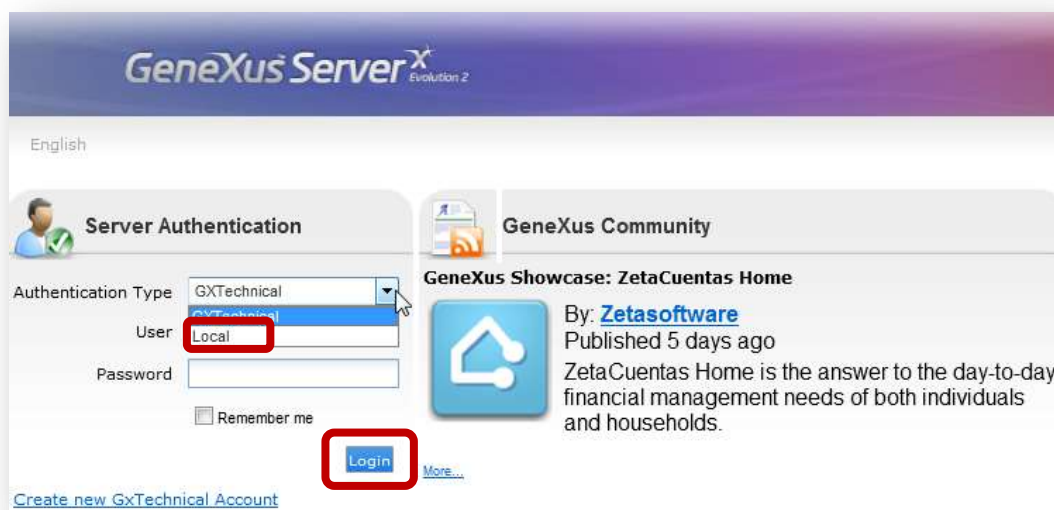 GeneXus Server X
Evolution 2
English
Server Authentication
Authentication Type GXTechnical
GXTechnical
User Local
Password
Remember me
Login
Create new GxTechnical Account
GeneXus Community
GeneXus Showcase: ZetaCuentas Home
By: Zetasoftware
Published 5 days ago
ZetaCuentas Home is the answer to the day-to-day
financial management needs of both individuals
and households.
More...